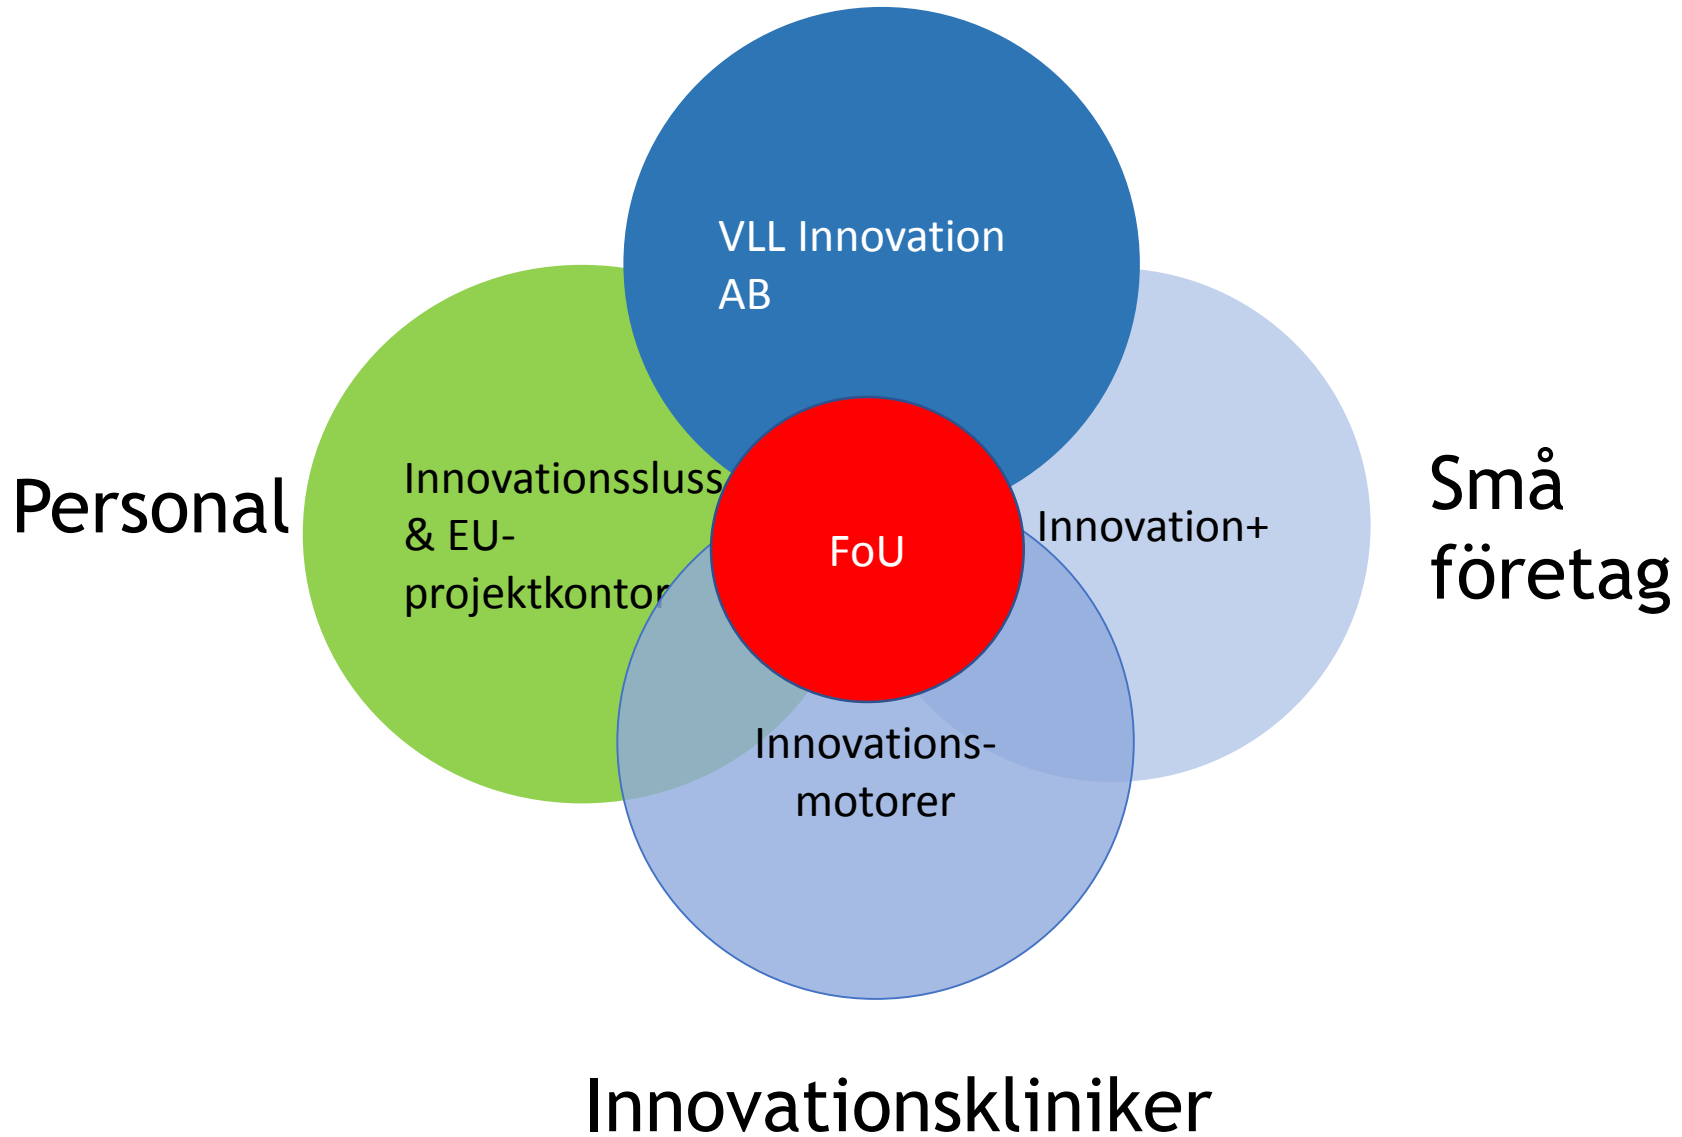 VLL Innovation
AB
Personal
Innovationssluss
& EU-
projektkontor
FoU
Innovation+
Små
företag
Innovations-
motorer
Innovationskliniker